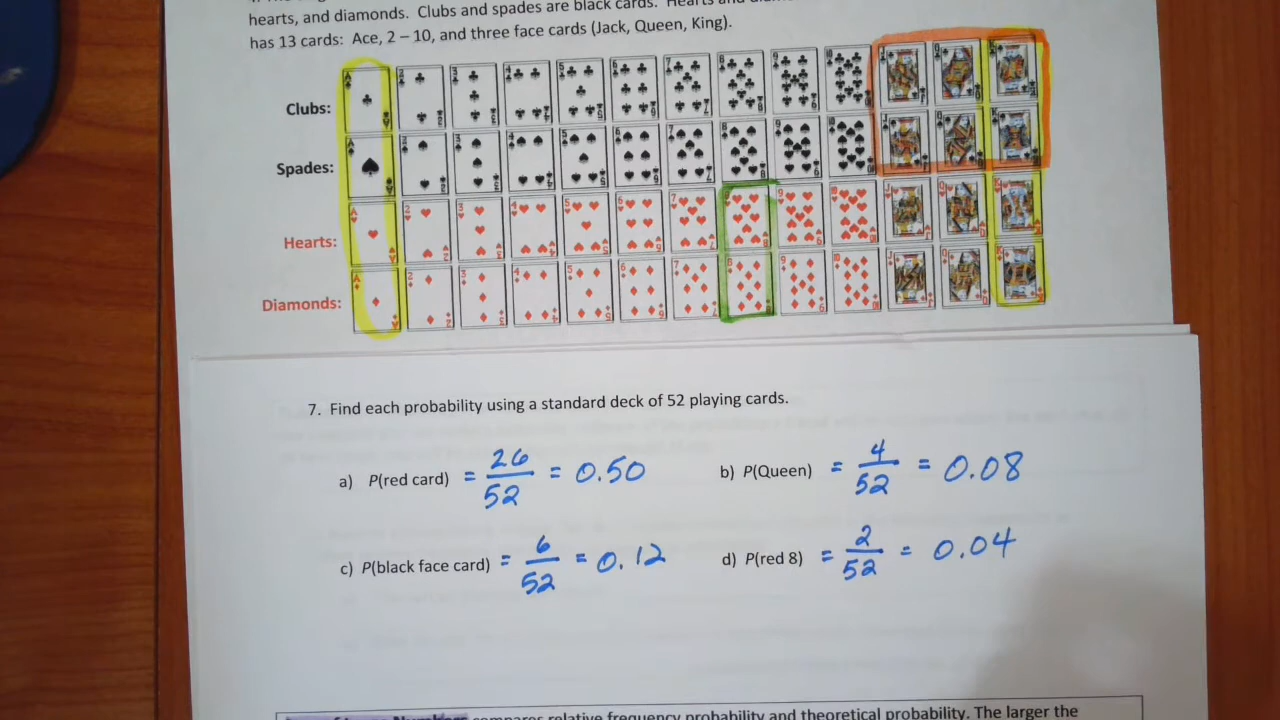 hearts, and diamonds. Clubs and spades are black cards. Hearts and
has 13 cards: Ace, 2 – 10, and three face cards (Jack, Queen, King).
Clubs:
Spades:
Hearts:
Diamonds:
7. Find each probability using a standard deck of 52 playing cards.
a) P(red card) = 26/52 = 0.50
b) P(Queen) = 4/52 = 0.08
c) P(black face card) = 6/52 = 0.12
d) P(red 8) = 2/52 = 0.04
Numbers compares relative frequency probability and theoretical probability. The larger the